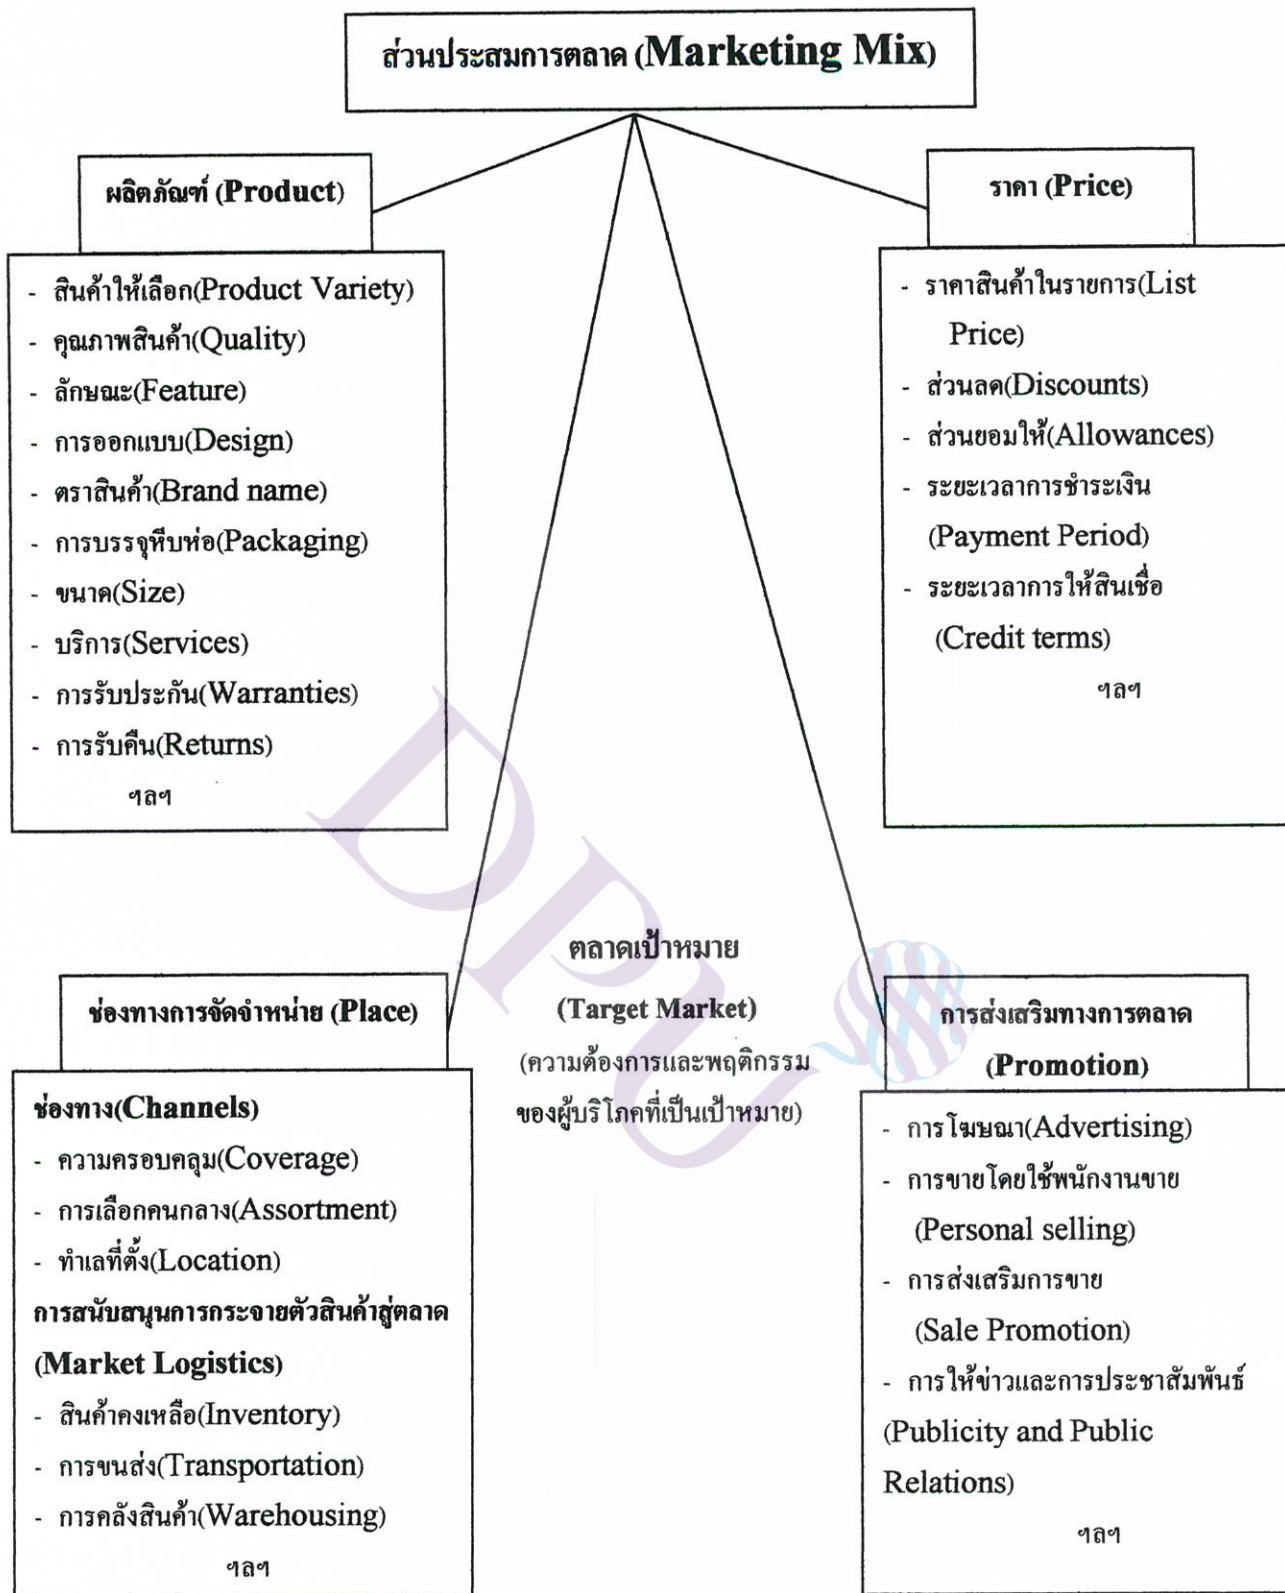 ส่วนประสมการตลาด (Marketing Mix)
ผลิตภัณฑ์ (Product)
- สินค้าให้เลือก(Product Variety)
- คุณภาพสินค้า(Quality)
- ลักษณะ(Feature)
- การออกแบบ(Design)
- ตราสินค้า(Brand name)
- การบรรจุหีบห่อ(Packaging)
- ขนาด(Size)
- บริการ(Services)
- การรับประกัน(Warranties)
- การรับคืน(Returns)
ฯลฯ
ราคา (Price)
- ราคาสินค้าในรายการ(List
Price)
- ส่วนลด(Discounts)
- ส่วนยอมให้(Allowances)
- ระยะเวลาการชำระเงิน
(Payment Period)
- ระยะเวลาการให้สินเชื่อ
(Credit terms)
ฯลฯ
ตลาดเป้าหมาย
(Target Market)
(ความต้องการและพฤติกรรม
ของผู้บริโภคที่เป็นเป้าหมาย)
ช่องทางการจัดจำหน่าย (Place)
ช่องทาง(Channels)
- ความครอบคลุม(Coverage)
- การเลือกคนกลาง(Assortment)
- ทำเลที่ตั้ง(Location)
การสนับสนุนการกระจายตัวสินค้าสู่ตลาด
(Market Logistics)
- สินค้าคงเหลือ(Inventory)
- การขนส่ง(Transportation)
- การคลังสินค้า(Warehousing)
ฯลฯ
การส่งเสริมทางการตลาด
(Promotion)
- การโฆษณา(Advertising)
- การขายโดยใช้พนักงานขาย
(Personal selling)
- การส่งเสริมการขาย
(Sale Promotion)
- การให้ข่าวและการประชาสัมพันธ์
(Publicity and Public
Relations)
ฯลฯ
DPU